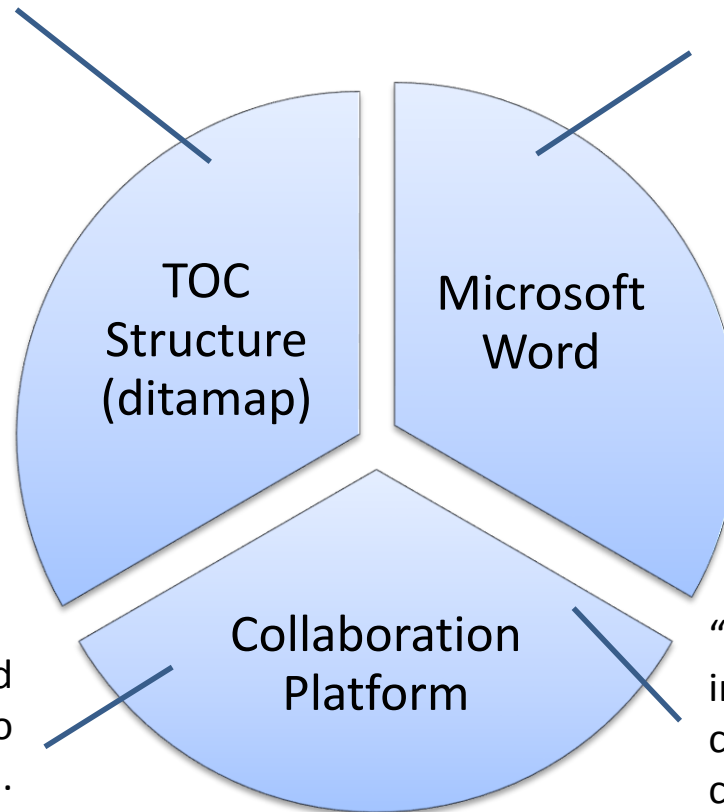 TOC
Structure
(ditamap)
Microsoft
Word
Collaboration
Platform